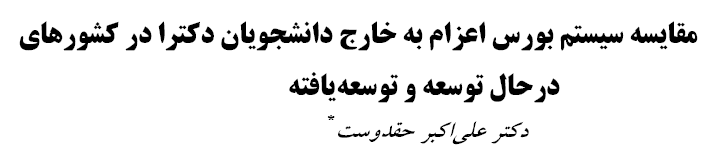 مقایسه سیستم بورس اعزام به خارج دانشجویان دکترا در کشورهای
درحال توسعه و توسعه‌یافته
دکتر علی‌اکبر حقدوست*